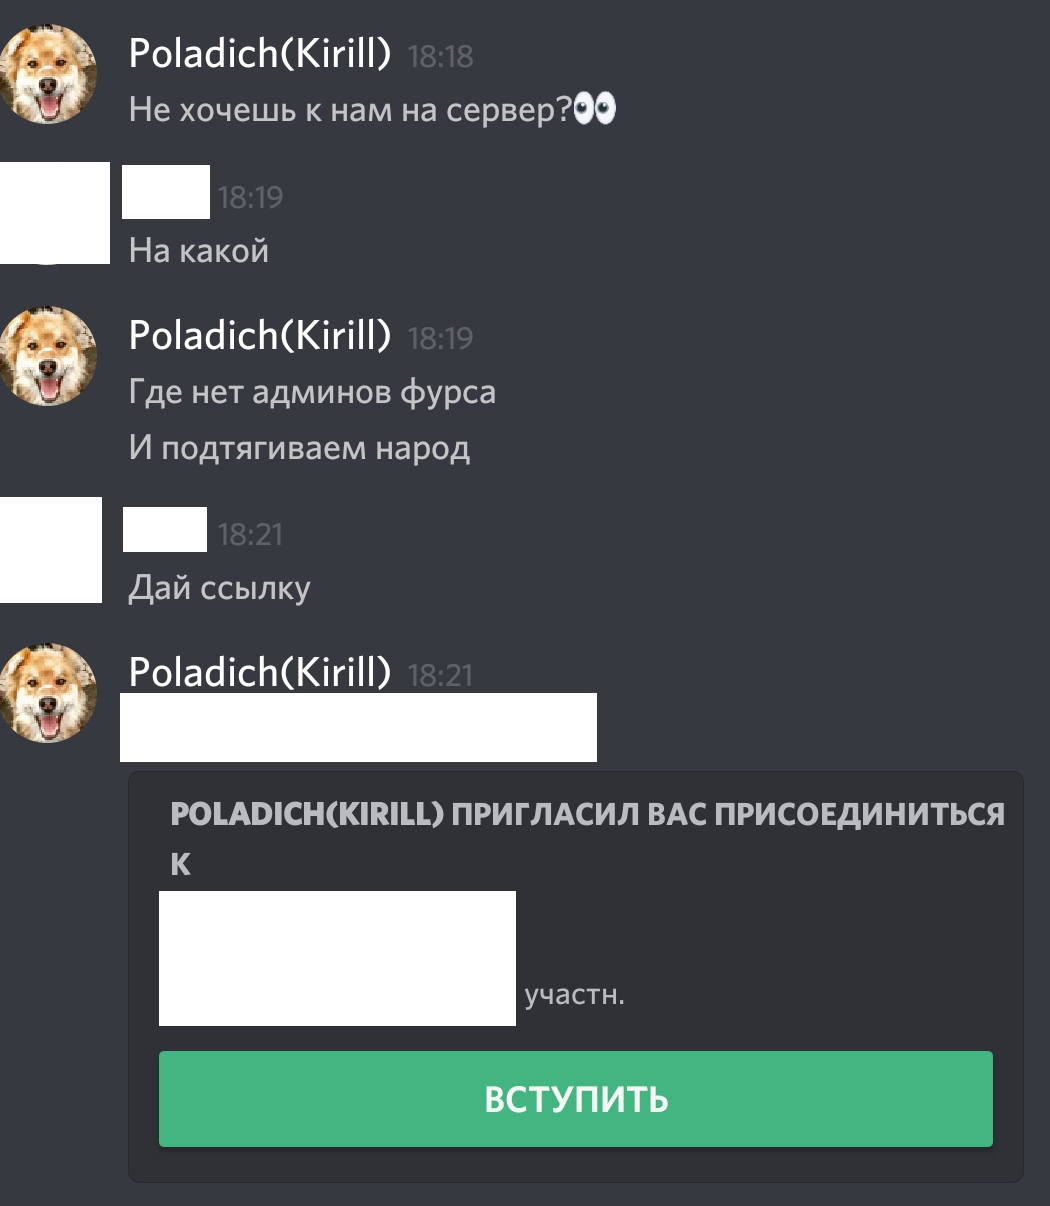 Poladich(Kirill) 18:18
Не хочешь к нам на сервер?👀
18:19
На какой
Poladich(Kirill) 18:19
Где нет админов фурса
И подтягиваем народ
18:21
Дай ссылку
Poladich(Kirill) 18:21
POLADICH(KIRILL) ПРИГЛАСИЛ ВАС ПРИСОЕДИНИТЬСЯ
К
участн.
ВСТУПИТЬ